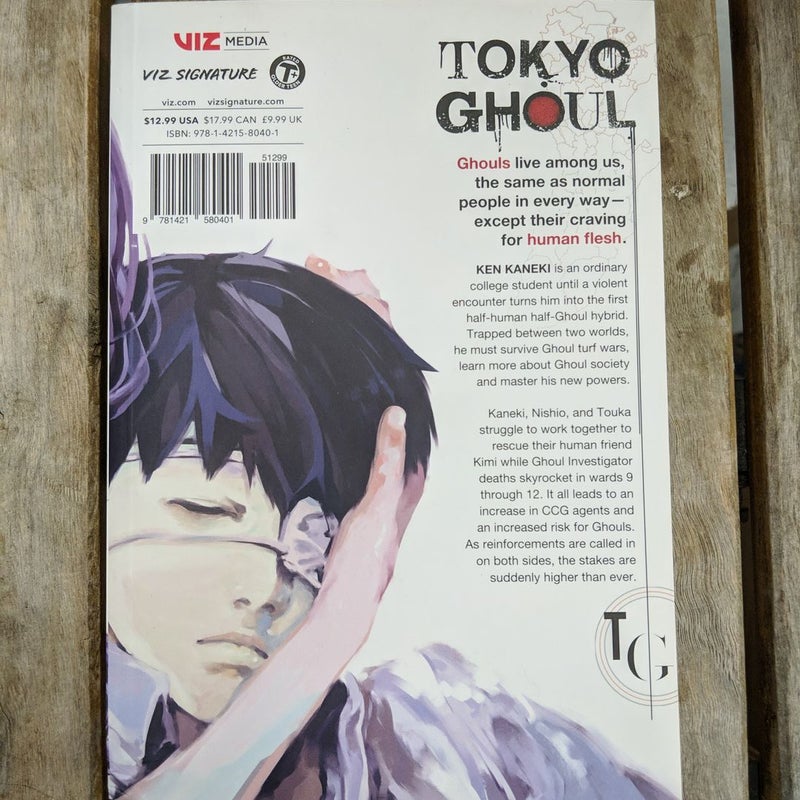 VIZ MEDIA
VIZ SIGNATURE
RATED T+ OLDER TEEN
viz.com vizsignature.com
$12.99 USA $17.99 CAN £9.99 UK
ISBN: 978-1-4215-8040-1
51299
9 781421 580401
TOKYO
GHOUL
Ghouls live among us,
the same as normal
people in every way—
except their craving
for human flesh.
KEN KANEKI is an ordinary
college student until a violent
encounter turns him into the first
half-human half-Ghoul hybrid.
Trapped between two worlds,
he must survive Ghoul turf wars,
learn more about Ghoul society
and master his new powers.
Kaneki, Nishio, and Touka
struggle to work together to
rescue their human friend
Kimi while Ghoul Investigator
deaths skyrocket in wards 9
through 12. It all leads to an
increase in CCG agents and
an increased risk for Ghouls.
As reinforcements are called in
on both sides, the stakes are
suddenly higher than ever.
TG